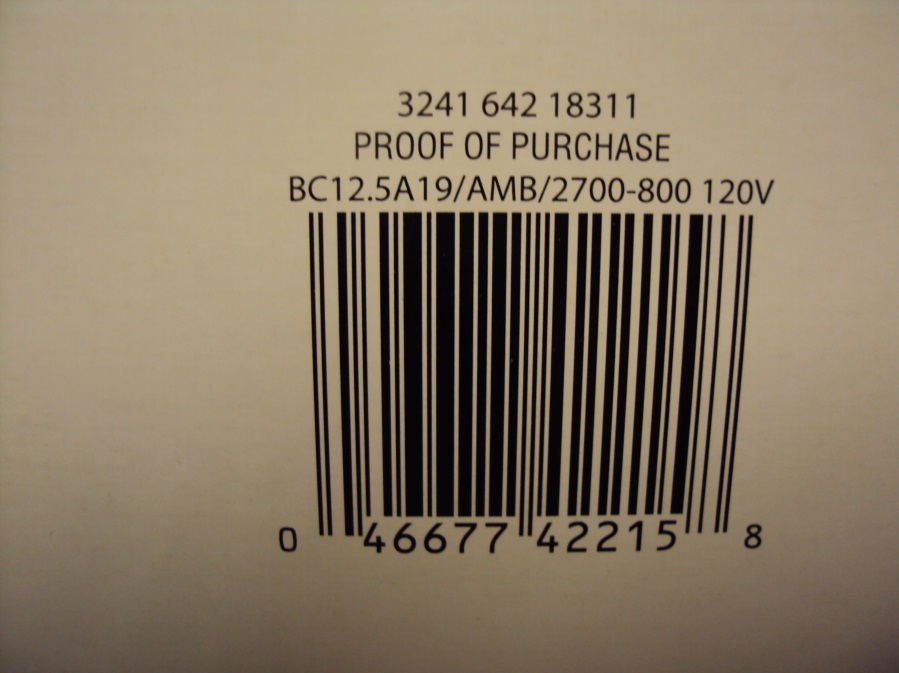 3241 642 18311
PROOF OF PURCHASE
BC12.5A19/AMB/2700-800 120V
0 46677 42215 8